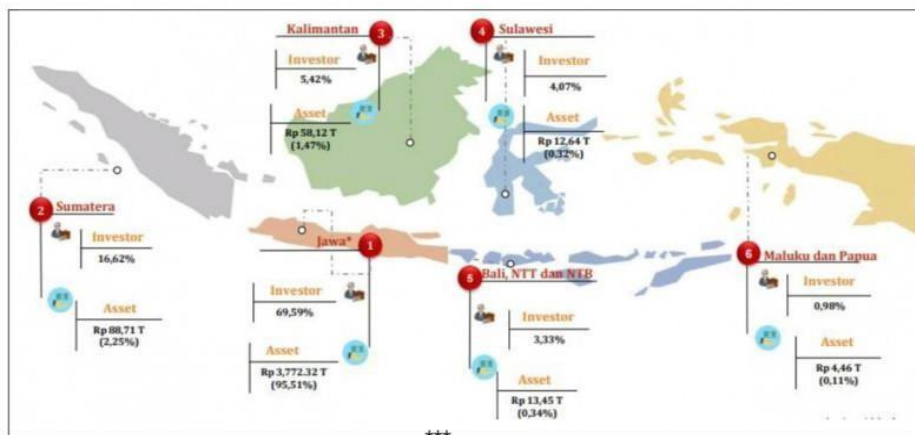 Kalimantan
3
Investor
5,42%
Asset
Rp 58,12 T
(1,47%)
4
Sulawesi
Investor
4,07%
Asset
Rp 12,64 T
(0,32%)
2
Sumatera
Investor
16,62%
Asset
Rp 88,71 T
(2,25%)
Jawa*
1
Investor
69,59%
Asset
Rp 3,772.32 T
(95,51%)
5
Bali, NTT dan NTB
Investor
3,33%
Asset
Rp 13,45 T
(0,34%)
6
Maluku dan Papua
Investor
0,98%
Asset
Rp 4,46 T
(0,11%)
***